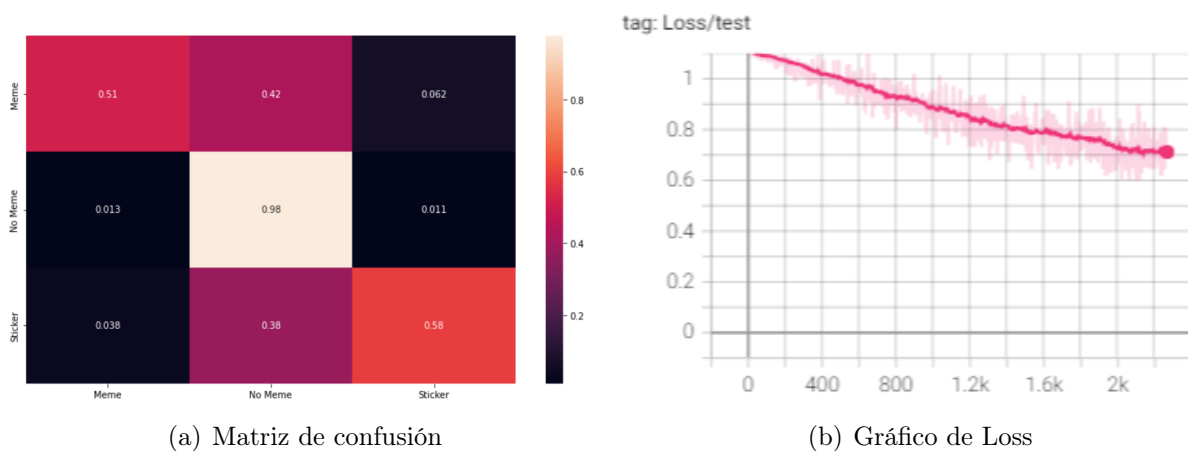 tag: Loss/test
Meme
0.51
0.42
0.062
No Meme
0.013
0.98
0.011
Sticker
0.038
0.38
0.58
Meme
No Meme
Sticker
0.8
0.6
0.4
0.2
1
0.8
0.6
0.4
0.2
0
0
400
800
1.2k
1.6k
2k
(a) Matriz de confusión
(b) Gráfico de Loss